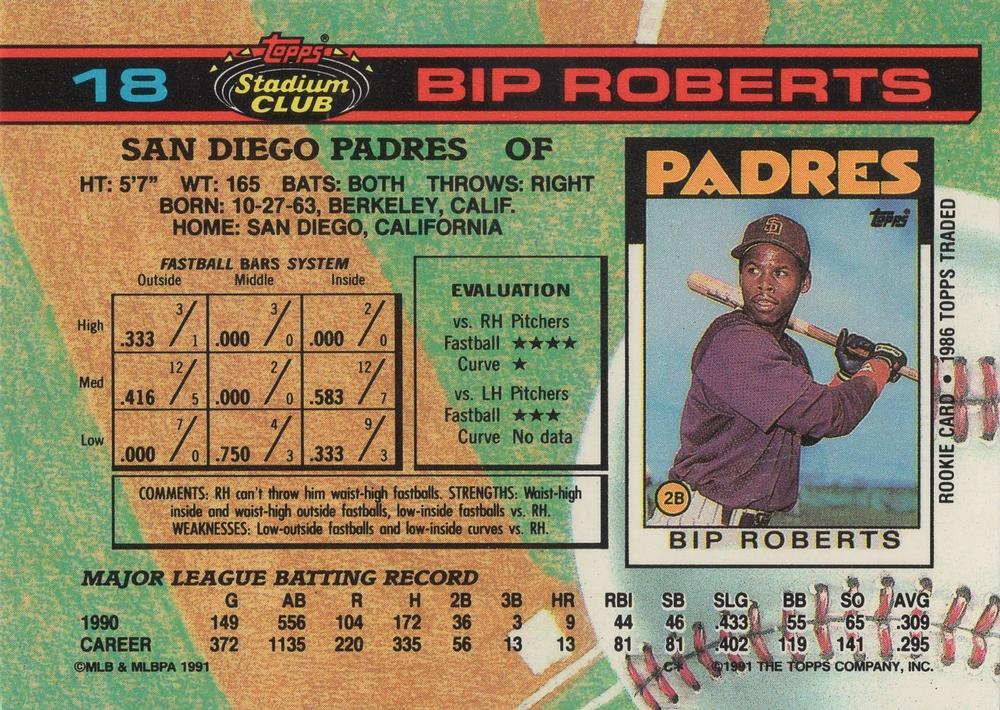 18 Topps® Stadium CLUB BIP ROBERTS
SAN DIEGO PADRES OF
HT: 5'7" WT: 165 BATS: BOTH THROWS: RIGHT
BORN: 10-27-63, BERKELEY, CALIF.
HOME: SAN DIEGO, CALIFORNIA
FASTBALL BARS SYSTEM
Outside Middle Inside
High .333 3/1 .000 3/0 .000 2/0
Med .416 12/5 .000 2/0 .583 12/7
Low .000 7/0 .750 4/3 .333 9/3
EVALUATION
vs. RH Pitchers
Fastball ★★★★
Curve ★
vs. LH Pitchers
Fastball ★★★
Curve No data
COMMENTS: RH can't throw him waist-high fastballs. STRENGTHS: Waist-high
inside and waist-high outside fastballs, low-inside fastballs vs. RH.
WEAKNESSES: Low-outside fastballs and low-inside curves vs. RH.
PADRES
Topps
SD
2B
BIP ROBERTS
ROOKIE CARD • 1986 TOPPS TRADED
MAJOR LEAGUE BATTING RECORD
G AB R H 2B 3B HR RBI SB SLG BB SO AVG
1990 149 556 104 172 36 3 9 44 46 .433 55 65 .309
CAREER 372 1135 220 335 56 13 13 81 81 .402 119 141 .295
©MLB & MLBPA 1991 C* ©1991 THE TOPPS COMPANY, INC.